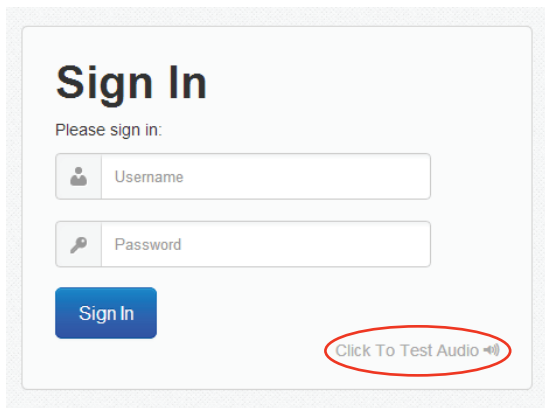 Sign In
Please sign in:
Username
Password
Sign In
Click To Test Audio